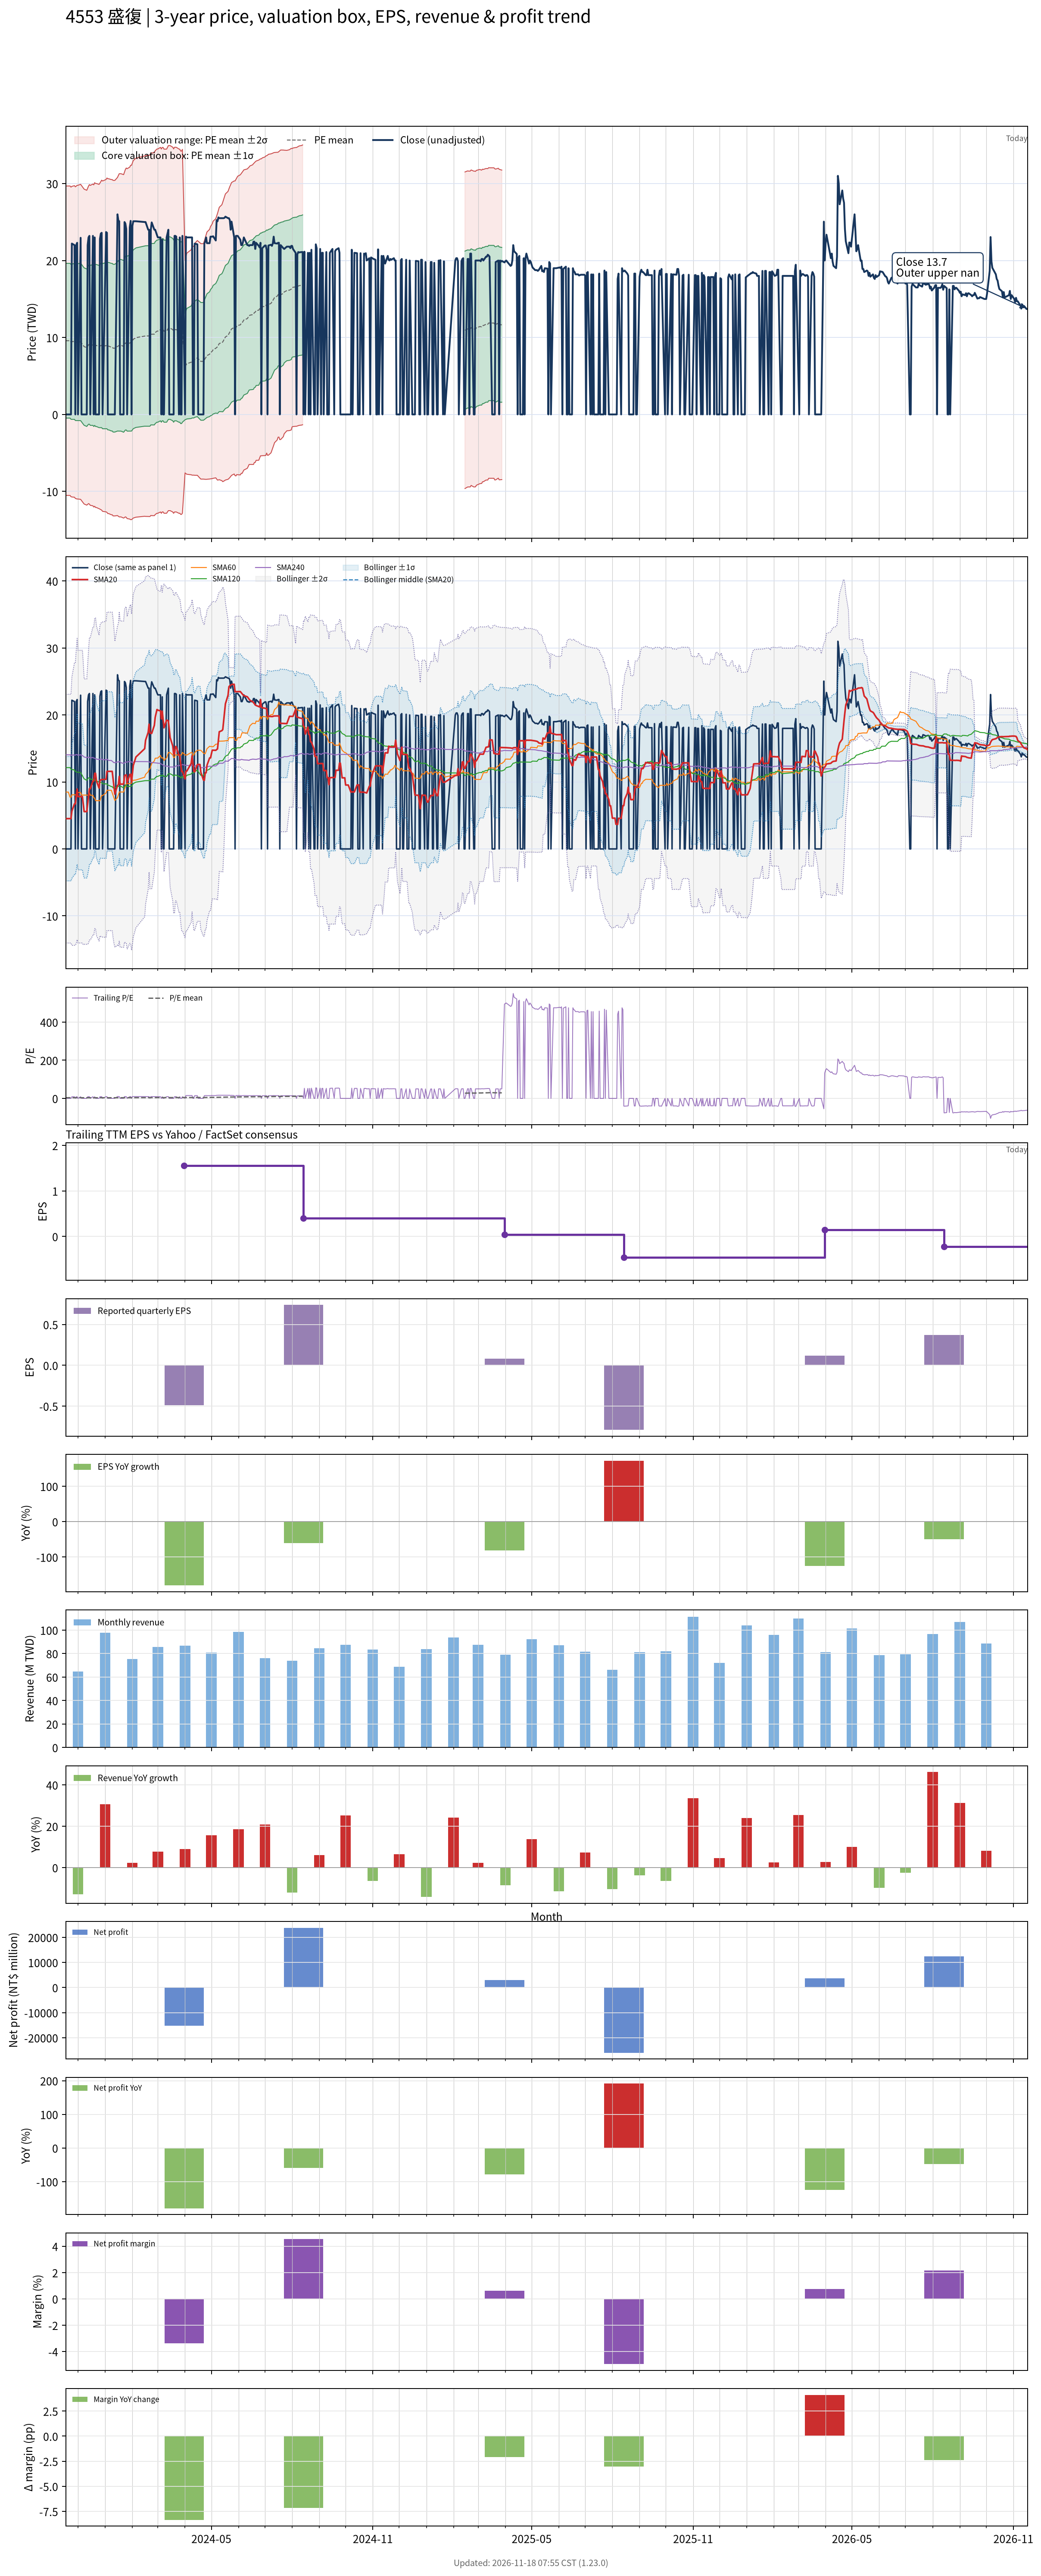 4553 盛復 | 3-year price, valuation box, EPS, revenue & profit trend
Outer valuation range: PE mean ±2σ
PE mean
Close (unadjusted)
Core valuation box: PE mean ±1σ
Today
30
20
10
0
-10
Price (TWD)
Close 13.7
Outer upper nan
Close (same as panel 1)
SMA60
SMA240
Bollinger ±1σ
SMA20
SMA120
Bollinger ±2σ
Bollinger middle (SMA20)
40
30
20
10
0
-10
Price
Trailing P/E
P/E mean
400
200
0
P/E
Trailing TTM EPS vs Yahoo / FactSet consensus
Today
2
1
0
EPS
Reported quarterly EPS
0.5
0.0
-0.5
EPS
EPS YoY growth
100
0
-100
YoY (%)
Monthly revenue
100
80
60
40
20
0
Revenue (M TWD)
Revenue YoY growth
40
20
0
YoY (%)
Month
Net profit
20000
10000
0
-10000
-20000
Net profit (NT$ million)
Net profit YoY
200
100
0
-100
YoY (%)
Net profit margin
4
2
0
-2
-4
Margin (%)
Margin YoY change
2.5
0.0
-2.5
-5.0
-7.5
Δ margin (pp)
2024-05
2024-11
2025-05
2025-11
2026-05
2026-11
Updated: 2026-11-18 07:55 CST (1.23.0)